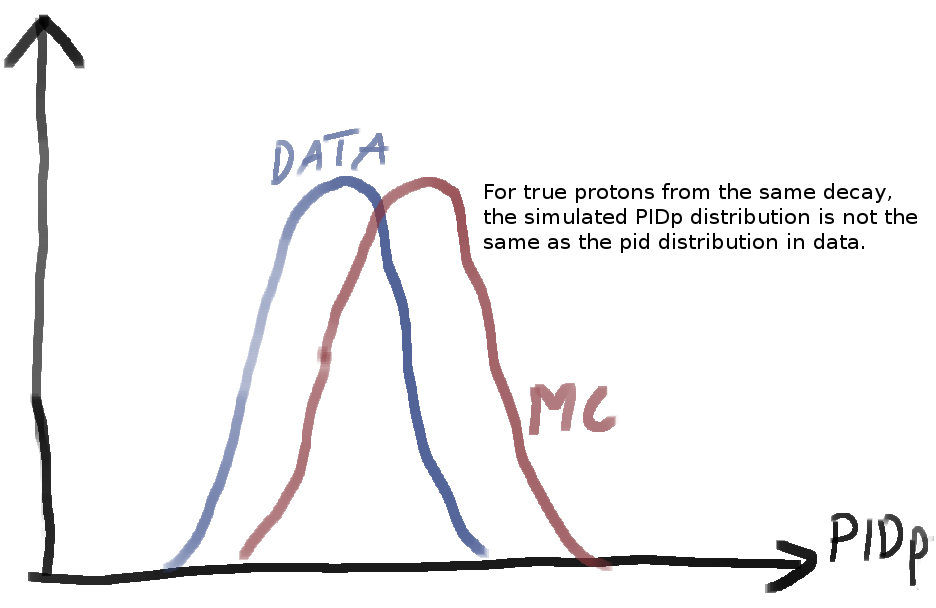 DATA
For true protons from the same decay,
the simulated PIDp distribution is not the
same as the pid distribution in data.
MC
PIDp